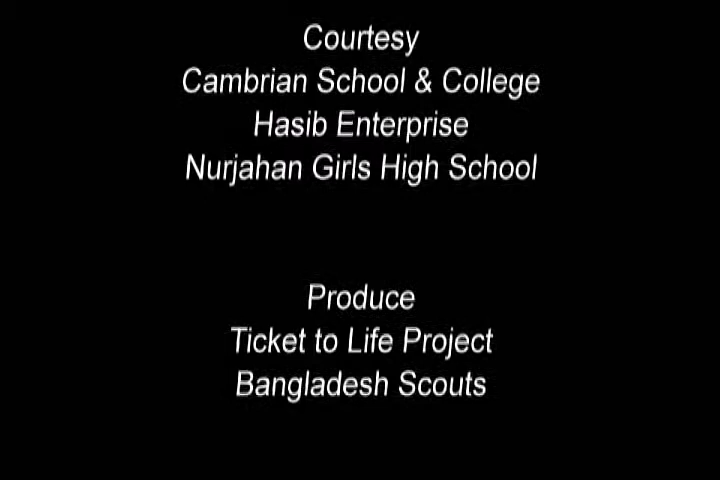 Courtesy
Cambrian School & College
Hasib Enterprise
Nurjahan Girls High School
Produce
Ticket to Life Project
Bangladesh Scouts